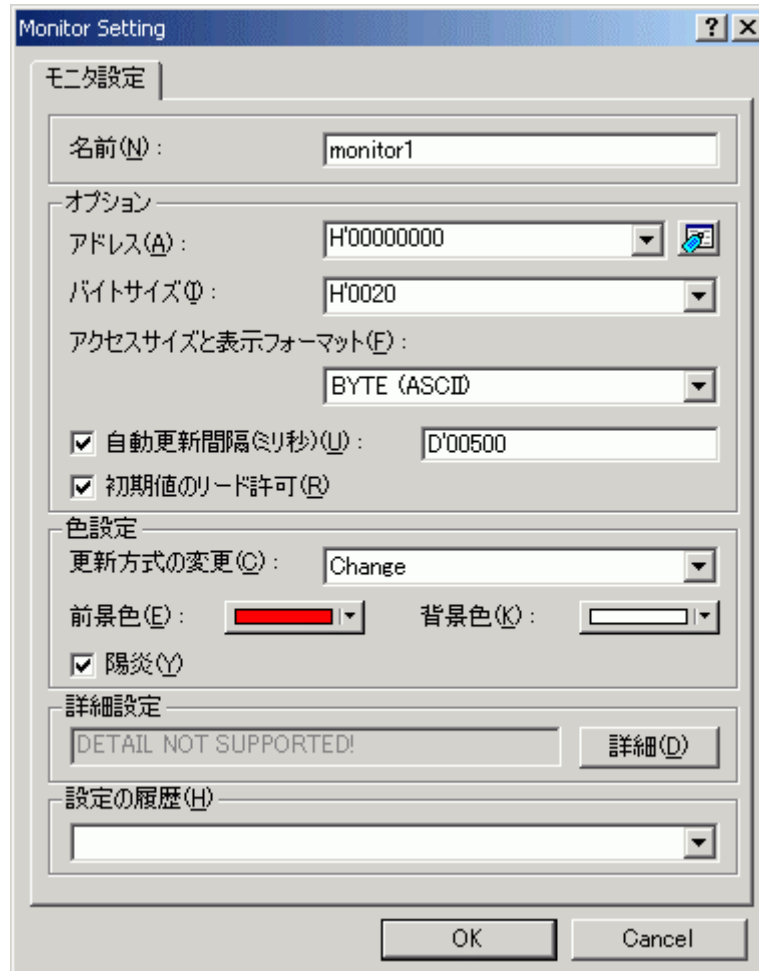 Monitor Setting
モニタ設定
名前(N) : monitor1
オプション
アドレス(A) : H'00000000
バイトサイズ(I) : H'0020
アクセスサイズと表示フォーマット(F) :
BYTE (ASCII)
自動更新間隔(ミリ秒)(U) : D'00500
初期値のリード許可(R)
色設定
更新方式の変更(C) : Change
前景色(E) : 背景色(K) :
陽炎(Y)
詳細設定
DETAIL NOT SUPPORTED! 詳細(D)
設定の履歴(H)
OK Cancel